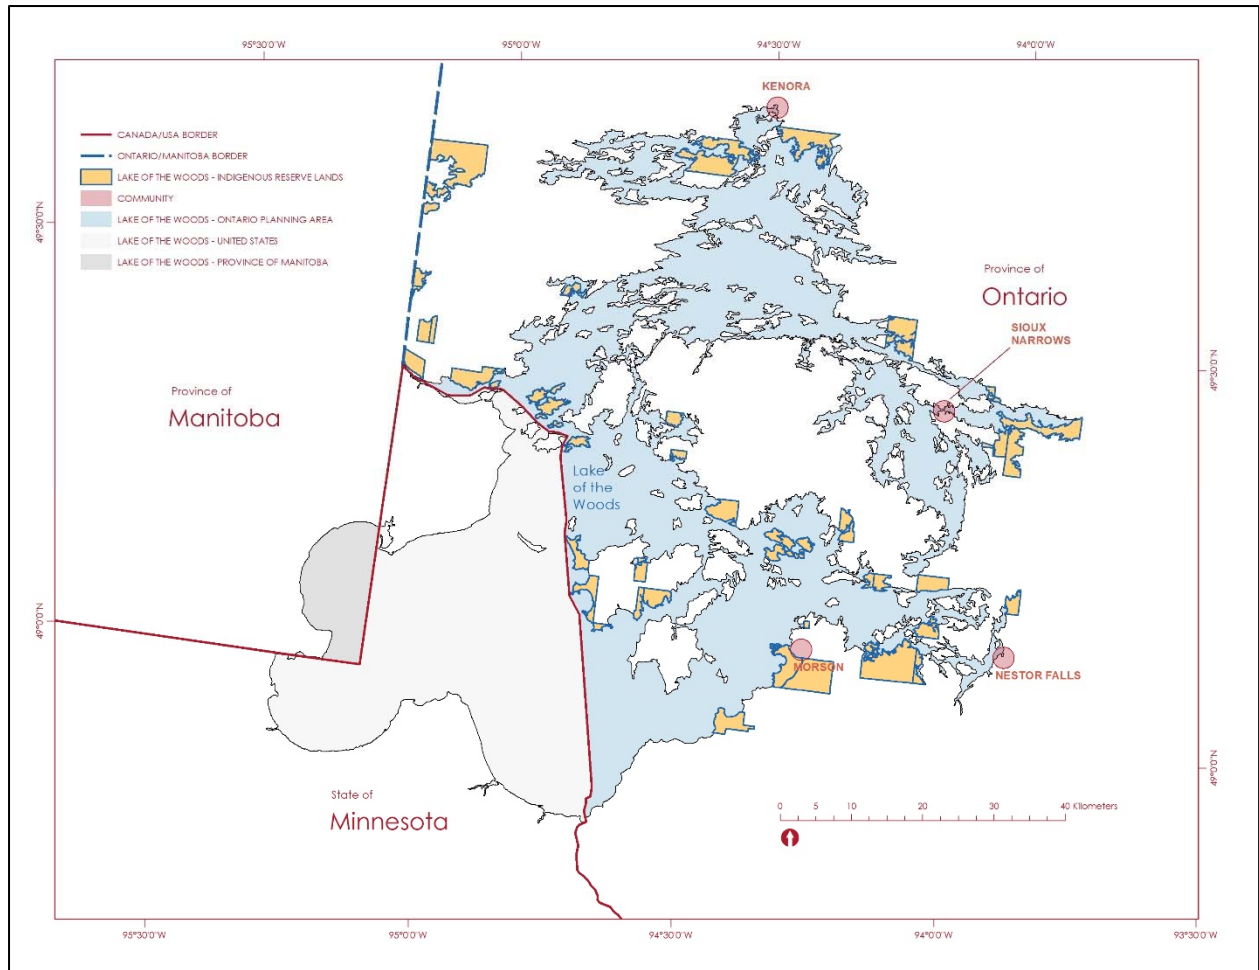 95°30'0"W
95°0'0"W
94°30'0"W
94°0'0"W
KENORA
CANADA/USA BORDER
ONTARIO/MANITOBA BORDER
LAKE OF THE WOODS - INDIGENOUS RESERVE LANDS
COMMUNITY
LAKE OF THE WOODS - ONTARIO PLANNING AREA
LAKE OF THE WOODS - UNITED STATES
LAKE OF THE WOODS - PROVINCE OF MANITOBA
49°30'0"N
Province of
Ontario
SIOUX
NARROWS
49°30'0"N
Province of
Manitoba
Lake
of the
Woods
49°0'0"N
MORSON
NESTOR FALLS
49°0'0"N
State of
Minnesota
0 5 10 20 30 40 Kilometers
95°30'0"W
95°0'0"W
94°30'0"W
94°0'0"W
93°30'0"W